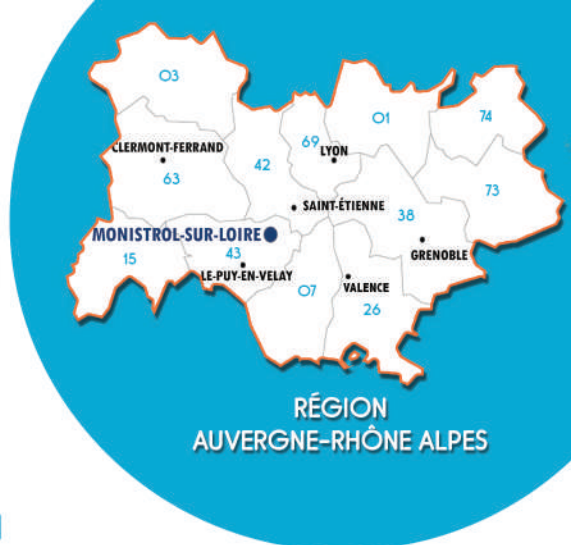 03
01
74
CLERMONT-FERRAND
69
LYON
63
42
73
SAINT-ÉTIENNE
38
MONISTROL-SUR-LOIRE
GRENOBLE
15
43
LE-PUY-EN-VELAY
07
VALENCE
26
RÉGION
AUVERGNE-RHÔNE ALPES